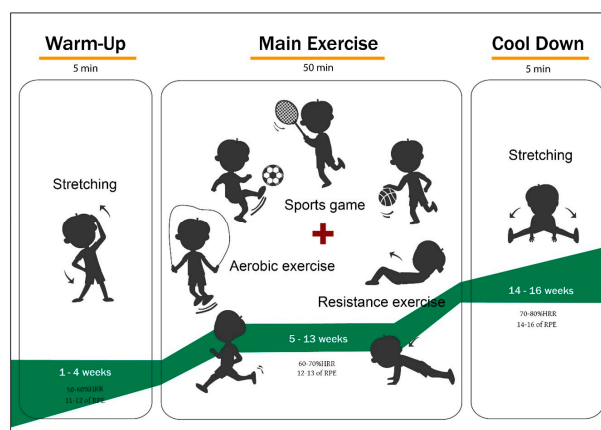 Warm-Up
5 min
Main Exercise
50 min
Cool Down
5 min
Stretching
Sports game
Aerobic exercise
Resistance exercise
Stretching
1 - 4 weeks
50-60%HRR
11-12 of RPE
5 - 13 weeks
60-70%HRR
12-13 of RPE
14 - 16 weeks
70-80%HRR
14-16 of RPE